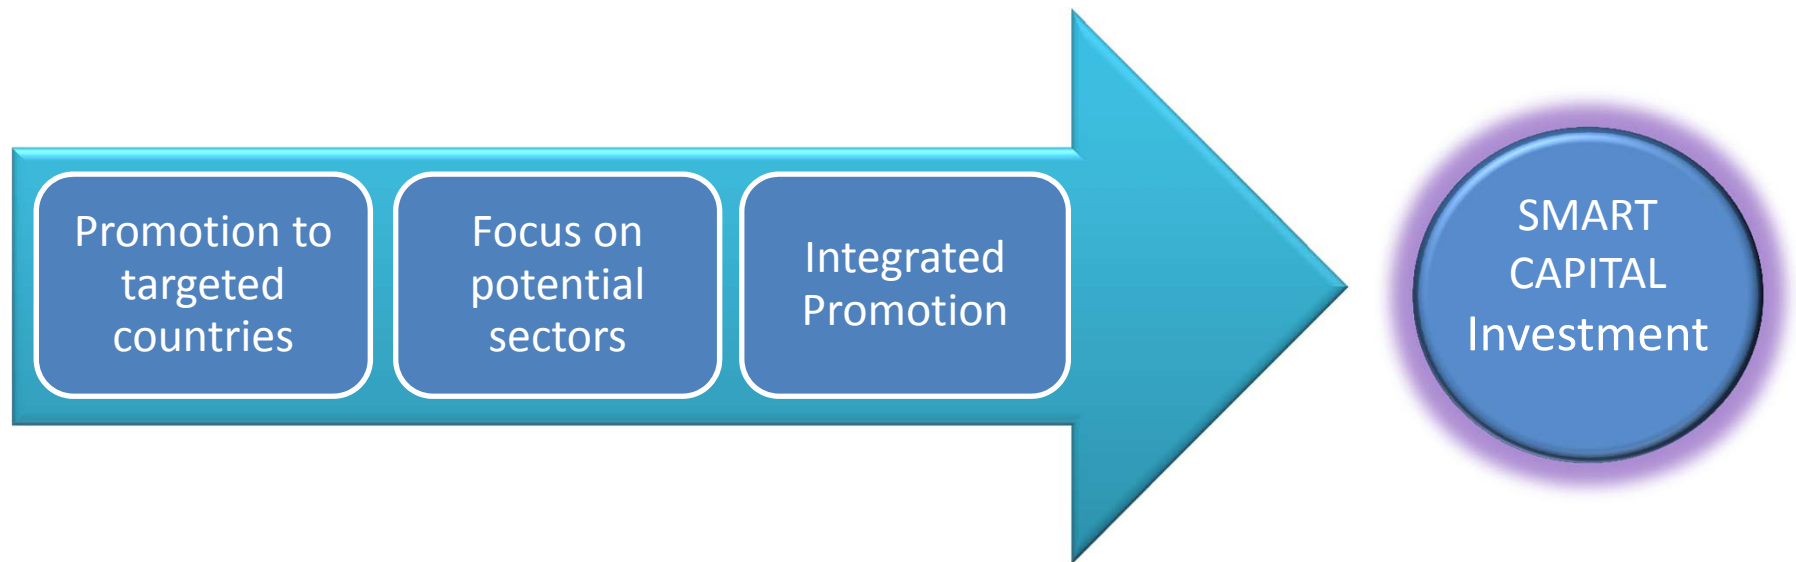 Promotion to
targeted
countries
Focus on
potential
sectors
Integrated
Promotion
SMART
CAPITAL
Investment